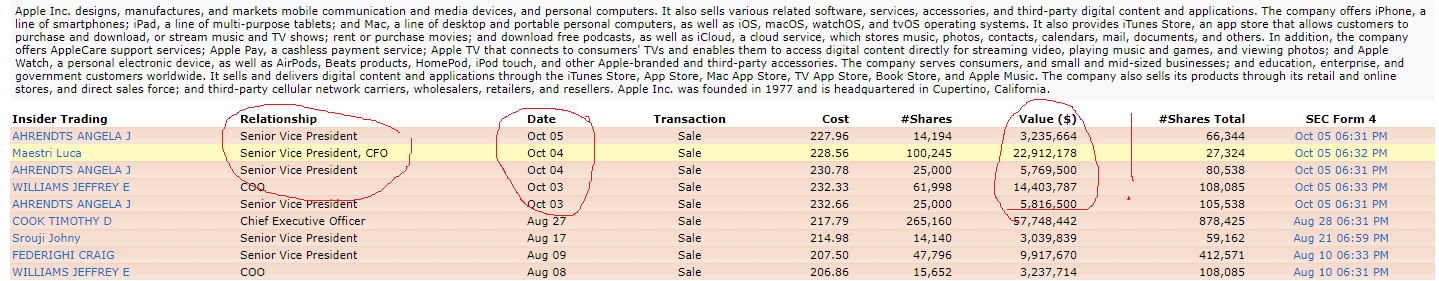 Apple Inc. designs, manufactures, and markets mobile communication and media devices, and personal computers. It also sells various related software, services, accessories, and third-party digital content and applications. The company offers iPhone, a
line of smartphones; iPad, a line of multi-purpose tablets; and Mac, a line of desktop and portable personal computers, as well as iOS, macOS, watchOS, and tvOS operating systems. It also provides iTunes Store, an app store that allows customers to
purchase and download, or stream music and TV shows; rent or purchase movies; and download free podcasts, as well as iCloud, a cloud service, which stores music, photos, contacts, calendars, mail, documents, and others. In addition, the company
offers AppleCare support services; Apple Pay, a cashless payment service; Apple TV that connects to consumers' TVs and enables them to access digital content directly for streaming video, playing music and games, and viewing photos; and Apple
Watch, a personal electronic device, as well as AirPods, Beats products, HomePod, iPod touch, and other Apple-branded and third-party accessories. The company serves consumers, and small and mid-sized businesses; and education, enterprise, and
government customers worldwide. It sells and delivers digital content and applications through the iTunes Store, App Store, Mac App Store, TV App Store, Book Store, and Apple Music. The company also sells its products through its retail and online
stores, and direct sales force; and third-party cellular network carriers, wholesalers, retailers, and resellers. Apple Inc. was founded in 1977 and is headquartered in Cupertino, California.
Insider Trading Relationship Date Transaction Cost #Shares Value ($) #Shares Total SEC Form 4
AHRENDTS ANGELA J Senior Vice President Oct 05 Sale 227.96 14,194 3,235,664 66,344 Oct 05 06:31 PM
Maestri Luca Senior Vice President, CFO Oct 04 Sale 228.56 100,245 22,912,178 27,324 Oct 05 06:32 PM
AHRENDTS ANGELA J Senior Vice President Oct 04 Sale 230.78 25,000 5,769,500 80,538 Oct 05 06:31 PM
WILLIAMS JEFFREY E COO Oct 03 Sale 232.33 61,998 14,403,787 108,085 Oct 05 06:33 PM
AHRENDTS ANGELA J Senior Vice President Oct 03 Sale 232.66 25,000 5,816,500 105,538 Oct 05 06:31 PM
COOK TIMOTHY D Chief Executive Officer Aug 27 Sale 217.79 265,160 57,748,442 878,425 Aug 28 06:31 PM
Srouji Johny Senior Vice President Aug 17 Sale 214.98 14,140 3,039,839 59,162 Aug 21 06:59 PM
FEDERIGHI CRAIG Senior Vice President Aug 09 Sale 207.50 47,796 9,917,670 412,571 Aug 10 06:33 PM
WILLIAMS JEFFREY E COO Aug 08 Sale 206.86 15,652 3,237,714 108,085 Aug 10 06:31 PM